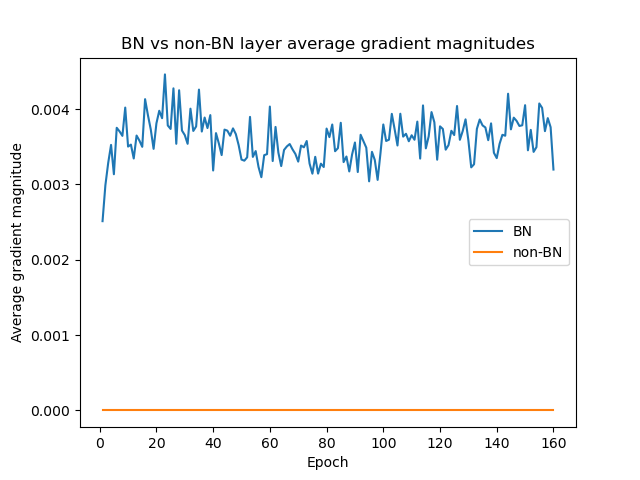 BN vs non-BN layer average gradient magnitudes
Average gradient magnitude
0.004
0.003
0.002
0.001
0.000
BN
non-BN
0 20 40 60 80 100 120 140 160
Epoch